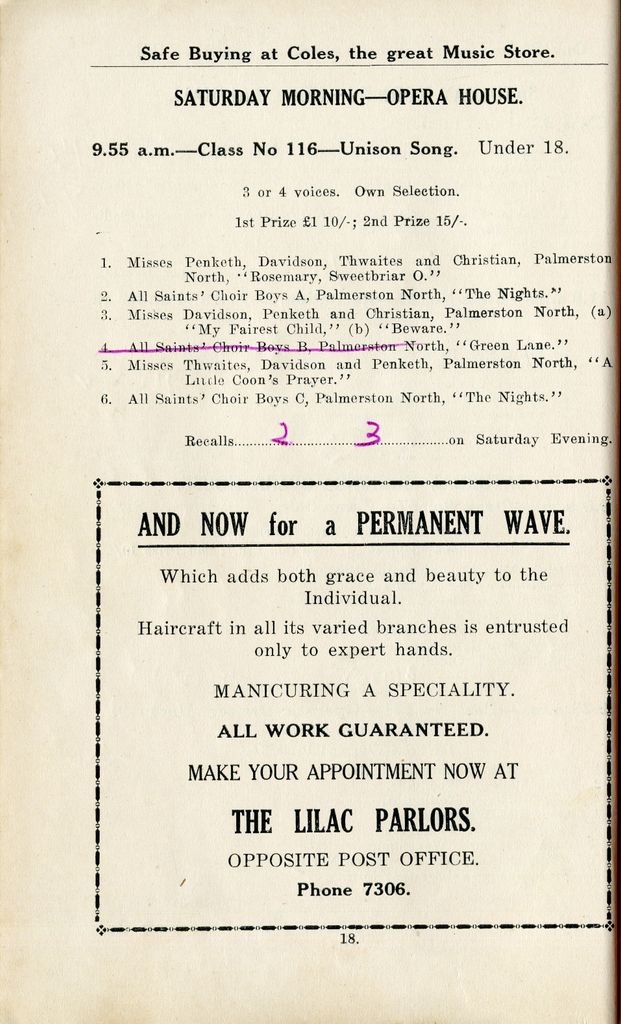 Safe Buying at Coles, the great Music Store.
SATURDAY MORNING—OPERA HOUSE.
9.55 a.m.—Class No 116—Unison Song. Under 18.
3 or 4 voices. Own Selection.
1st Prize £1 10/-; 2nd Prize 15/-.
1. Misses Penketh, Davidson, Thwaites and Christian, Palmerston
North, "Rosemary, Sweetbriar O."
2. All Saints' Choir Boys A, Palmerston North, "The Nights."
3. Misses Davidson, Penketh and Christian, Palmerston North, (a)
"My Fairest Child," (b) "Beware."
4. All Saints' Choir Boys B, Palmerston North, "Green Lane."
5. Misses Thwaites, Davidson and Penketh, Palmerston North, "A
Little Coon's Prayer."
6. All Saints' Choir Boys C, Palmerston North, "The Nights."
Recalls..........2....................3................on Saturday Evening.
AND NOW for a PERMANENT WAVE.
Which adds both grace and beauty to the
Individual.
Haircraft in all its varied branches is entrusted
only to expert hands.
MANICURING A SPECIALITY.
ALL WORK GUARANTEED.
MAKE YOUR APPOINTMENT NOW AT
THE LILAC PARLORS.
OPPOSITE POST OFFICE.
Phone 7306.
18.